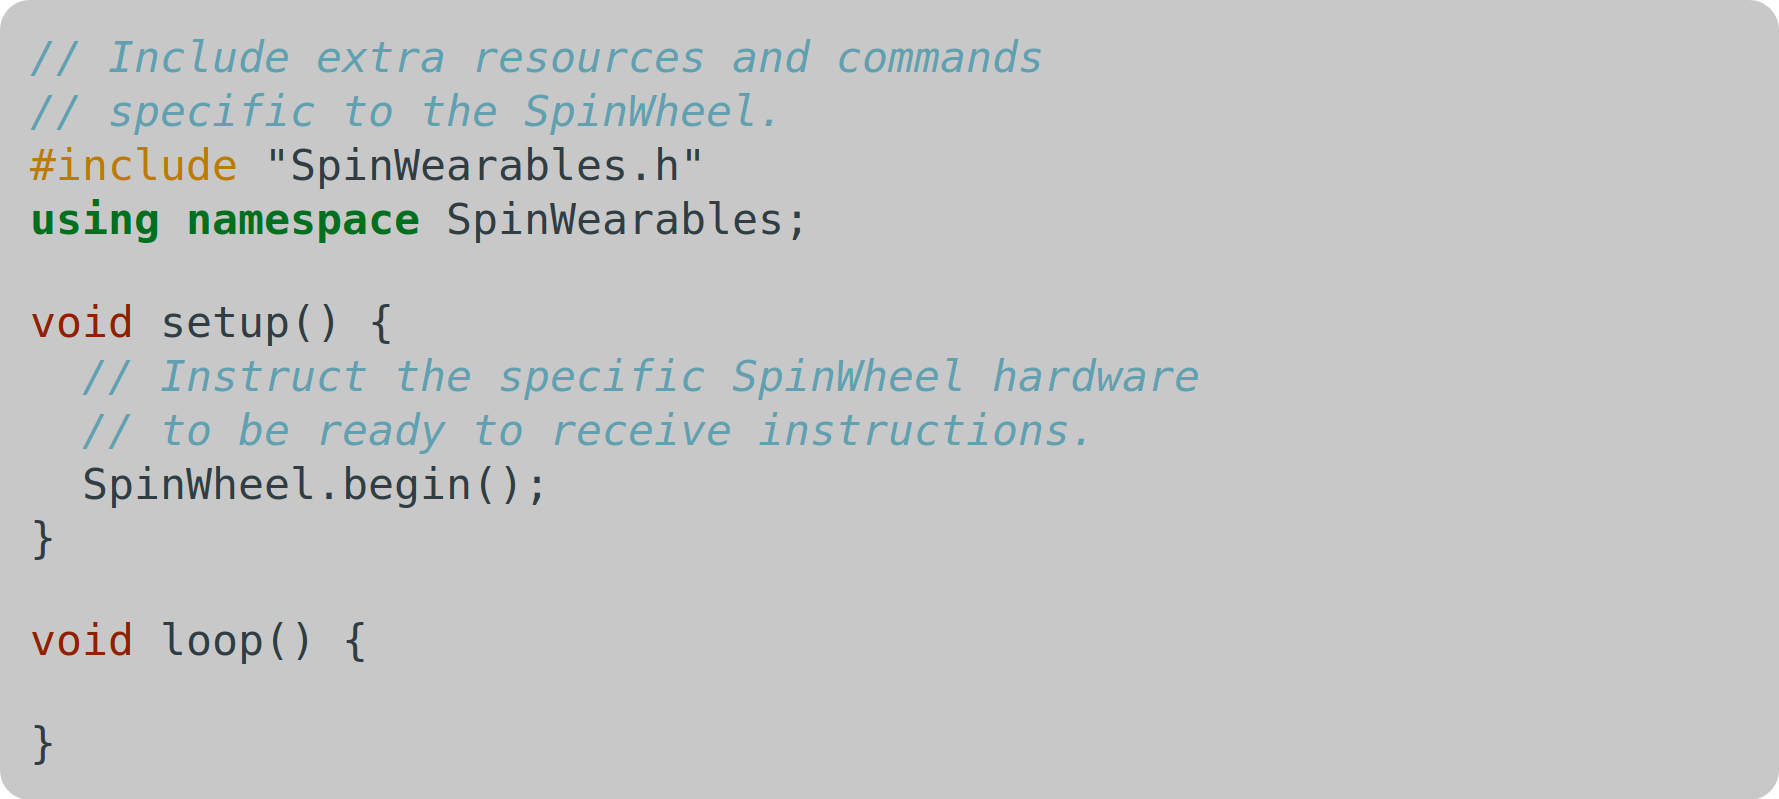 // Include extra resources and commands
// specific to the SpinWheel.
#include "SpinWearables.h"
using namespace SpinWearables;

void setup() {
  // Instruct the specific SpinWheel hardware
  // to be ready to receive instructions.
  SpinWheel.begin();
}

void loop() {

}